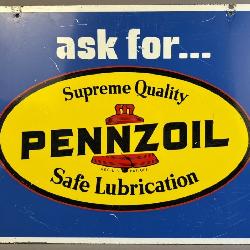 ask for...
Supreme Quality
PENNZOIL
Safe Lubrication